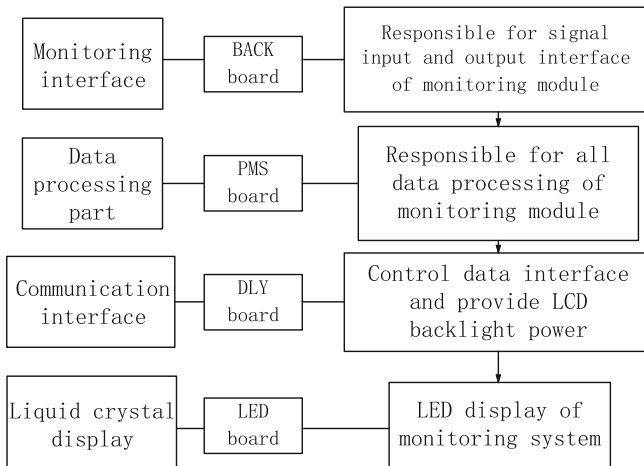 Monitoring
interface
BACK
board
Responsible for signal
input and output interface
of monitoring module
Data
processing
part
PMS
board
Responsible for all
data processing of
monitoring module
Communication
interface
DLY
board
Control data interface
and provide LCD
backlight power
Liquid crystal
display
LED
board
LED display of
monitoring system